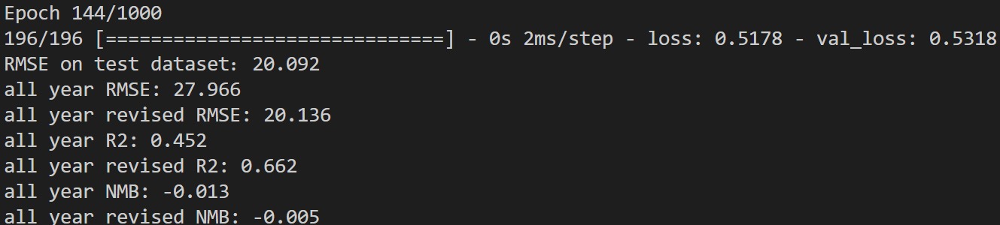 Epoch 144/1000
196/196 [==============================] - 0s 2ms/step - loss: 0.5178 - val_loss: 0.5318
RMSE on test dataset: 20.092
all year RMSE: 27.966
all year revised RMSE: 20.136
all year R2: 0.452
all year revised R2: 0.662
all year NMB: -0.013
all year revised NMB: -0.005